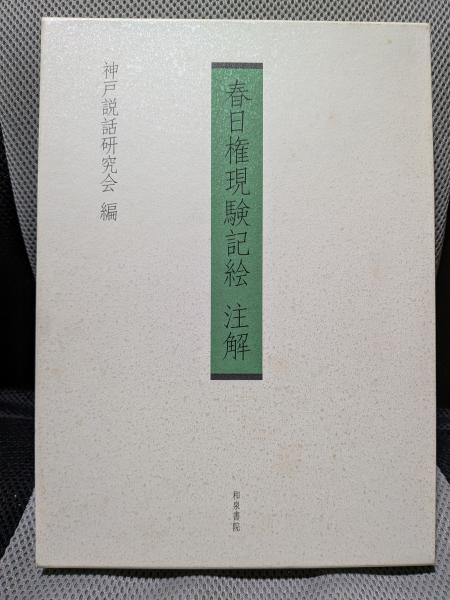 春日権現験記絵 注解
神戸説話研究会 編
和泉書院